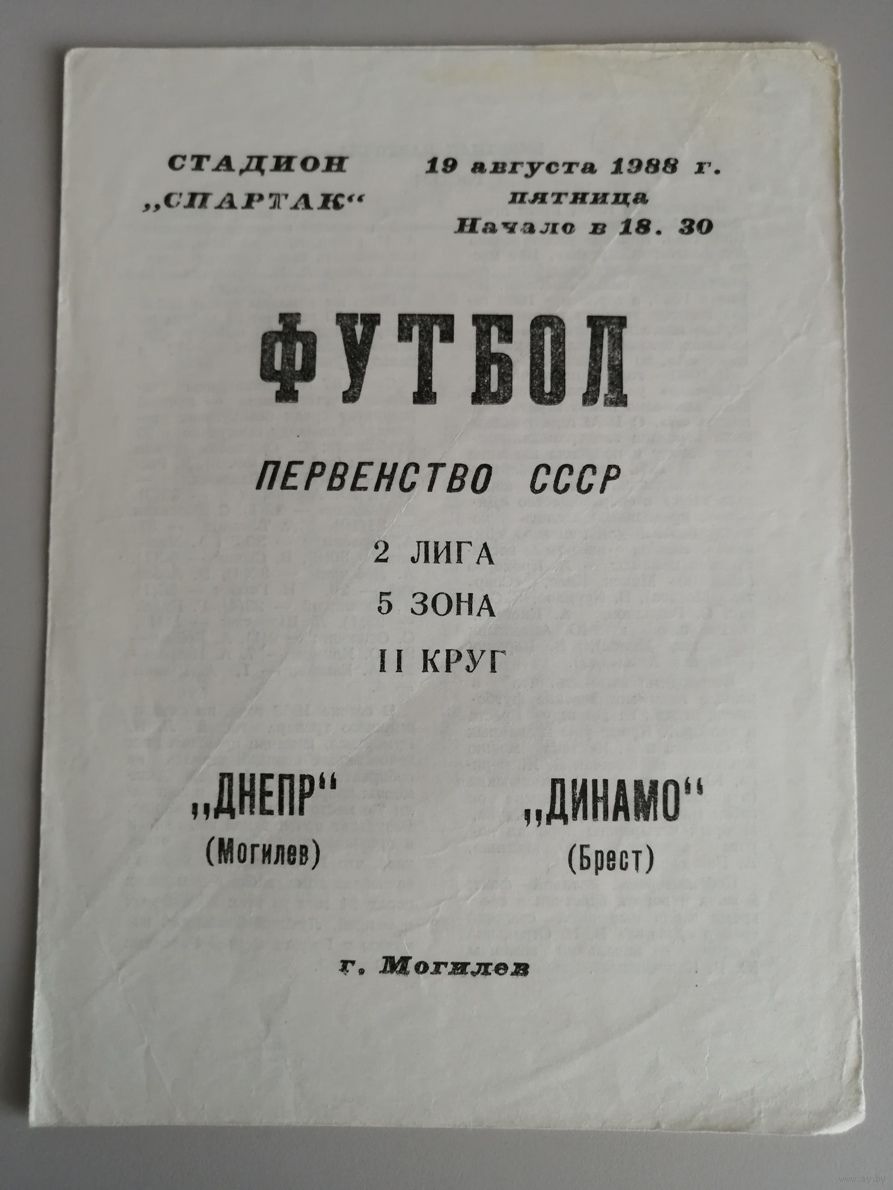 СТАДИОН
„СПАРТАК“
19 августа 1988 г.
пятница
Начало в 18. 30
ФУТБОЛ
ПЕРВЕНСТВО СССР
2 ЛИГА
5 ЗОНА
II КРУГ
„ДНЕПР“
(Могилев)
„ДИНАМО“
(Брест)
г. Могилев